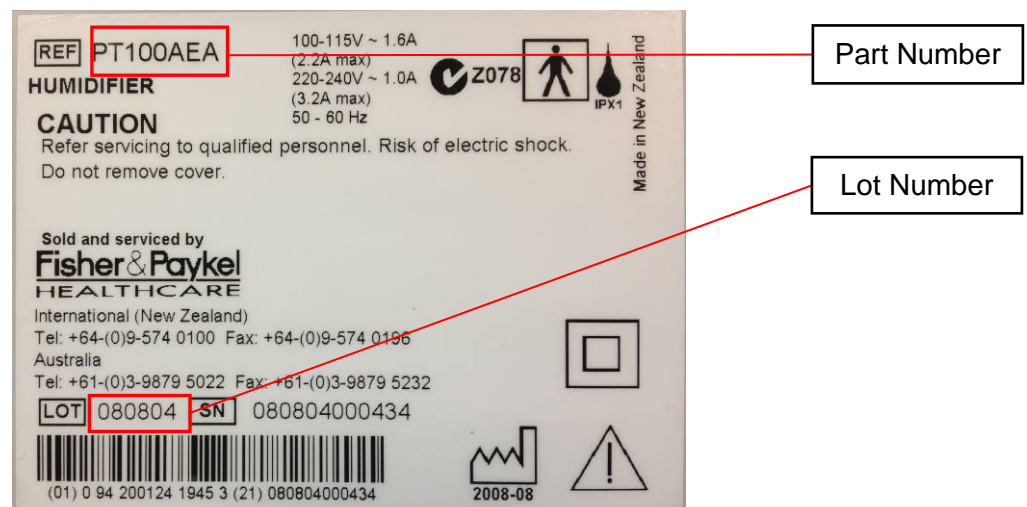 REF PT100AEA
HUMIDIFIER
100-115V ~ 1.6A
(2.2A max)
220-240V ~ 1.0A
(3.2A max)
50 - 60 Hz
Z078
IPX1
Made in New Zealand
Part Number
CAUTION
Refer servicing to qualified personnel. Risk of electric shock.
Do not remove cover.
Lot Number
Sold and serviced by
Fisher & Paykel
HEALTHCARE
International (New Zealand)
Tel: +64-(0)9-574 0100 Fax: +64-(0)9-574 0196
Australia
Tel: +61-(0)3-9879 5022 Fax: +61-(0)3-9879 5232
LOT 080804 SN 080804000434
(01) 0 94 200124 1945 3 (21) 080804000434
2008-08